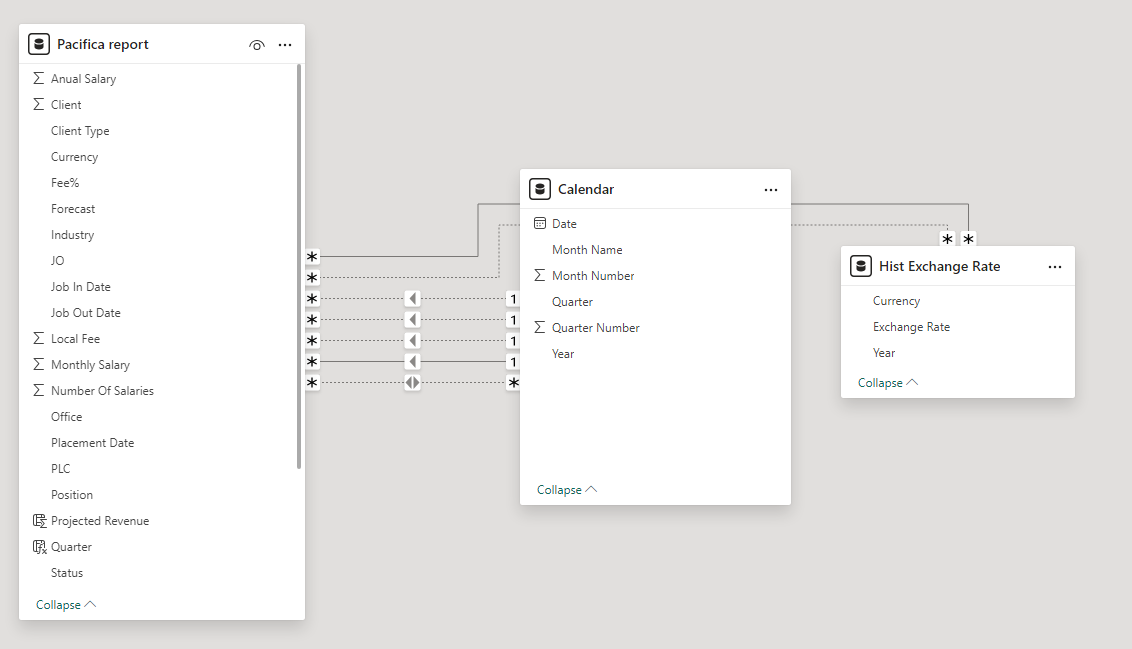 Pacifica report
Anual Salary
Client
Client Type
Currency
Fee%
Forecast
Industry
JO
Job In Date
Job Out Date
Local Fee
Monthly Salary
Number Of Salaries
Office
Placement Date
PLC
Position
Projected Revenue
Quarter
Status
Collapse
*
*
* 1
* 1
* 1
* 1
* *
Calendar
Date
Month Name
Month Number
Quarter
Quarter Number
Year
Collapse
* *
Hist Exchange Rate
Currency
Exchange Rate
Year
Collapse